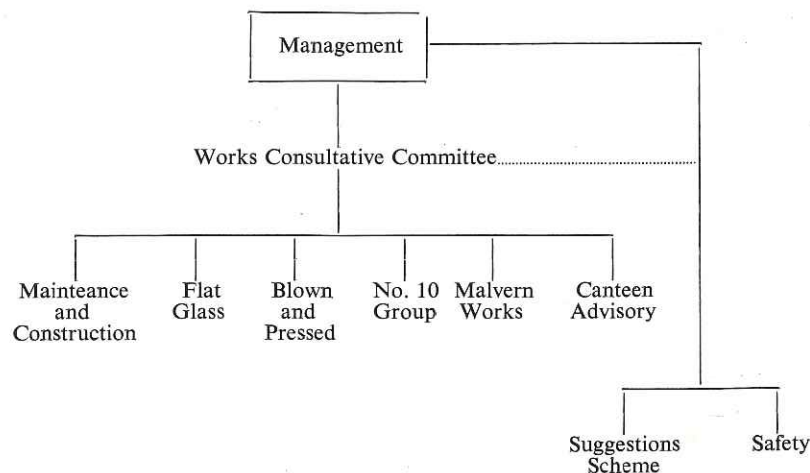 Management
Works Consultative Committee
Mainteance
and
Construction
Flat
Glass
Blown
and
Pressed
No. 10
Group
Malvern
Works
Canteen
Advisory
Suggestions
Scheme
Safety